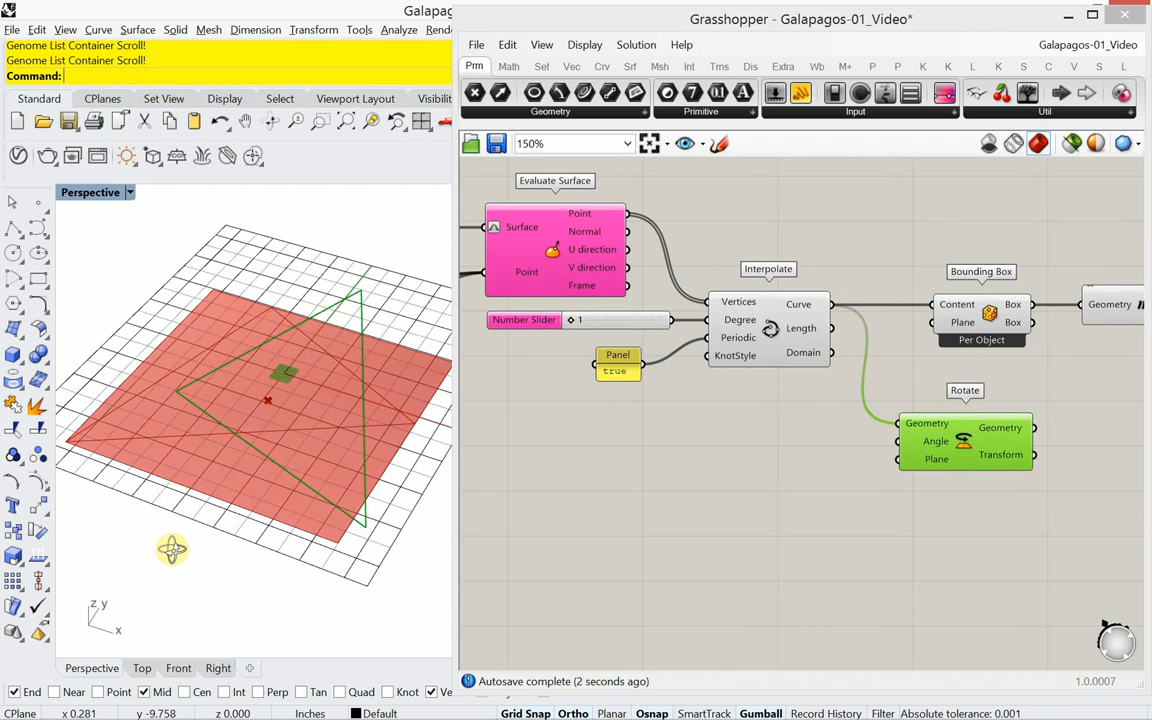 Galapag
File Edit View Curve Surface Solid Mesh Dimension Transform Tools Analyze Rend
Genome List Container Scroll!
Genome List Container Scroll!
Command:
Standard CPlanes Set View Display Select Viewport Layout Visibili
Perspective
z y
x
Perspective Top Front Right
End Near Point Mid Cen Int Perp Tan Quad Knot Ve
CPlane x 0.281 y -9.758 z 0.000 Inches Default Grid Snap Ortho Planar Osnap SmartTrack Gumball Record History Filter Absolute tolerance: 0.001
Grasshopper - Galapagos-01_Video*
File Edit View Display Solution Help Galapagos-01_Video
Prm Math Set Vec Crv Srf Msh Int Trns Dis Extra Wb M+ P P K K L K S C V S L
Geometry Primitive Input Util
150%
Evaluate Surface
Surface
Point
Point
Normal
U direction
V direction
Frame
Number Slider 1
Panel
true
Interpolate
Vertices
Degree
Periodic
KnotStyle
Curve
Length
Domain
Bounding Box
Content
Plane
Box
Box
Per Object
Geometry
Rotate
Geometry
Angle
Plane
Geometry
Transform
Autosave complete (2 seconds ago)
1.0.0007